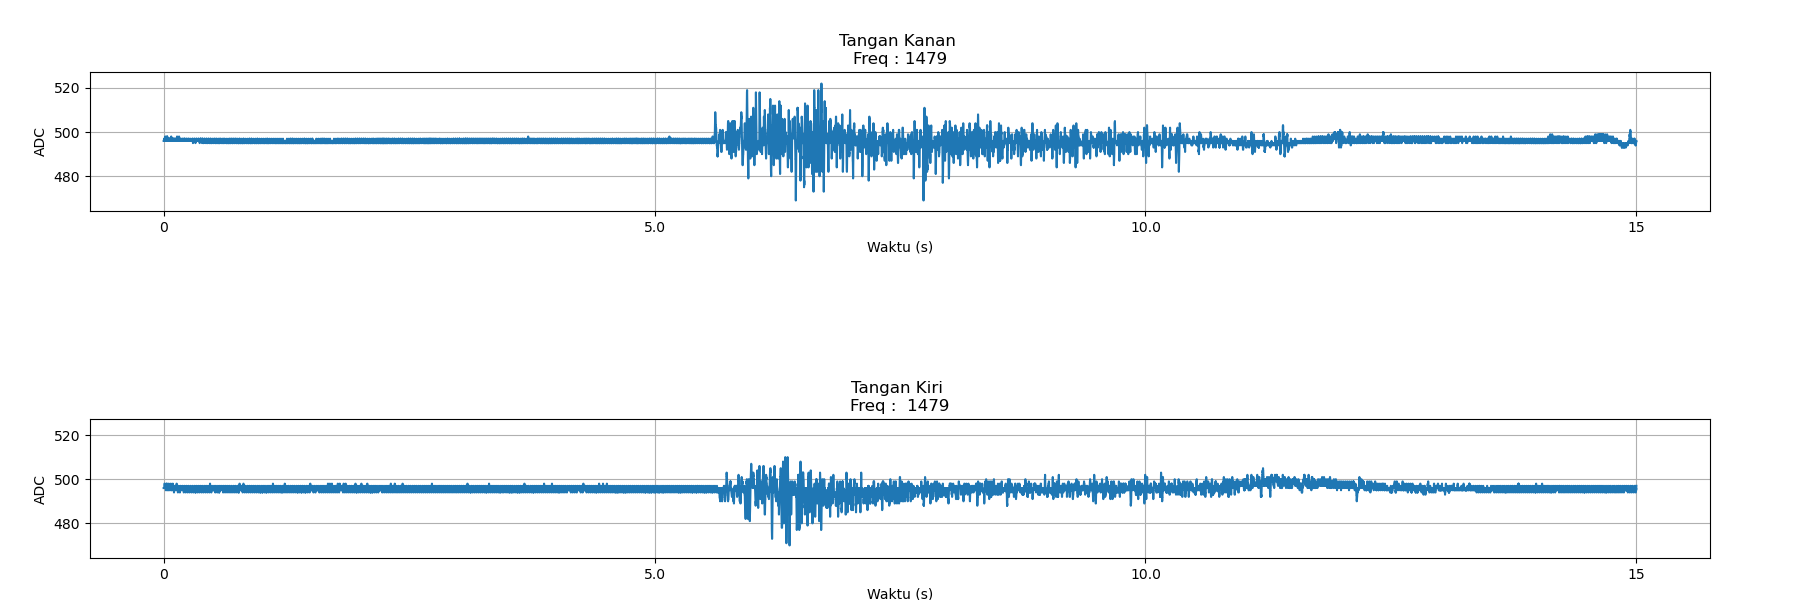 Tangan Kanan
Freq : 1479
520
500
480
ADC
0
5.0
10.0
15
Waktu (s)
Tangan Kiri
Freq :  1479
520
500
480
ADC
0
5.0
10.0
15
Waktu (s)